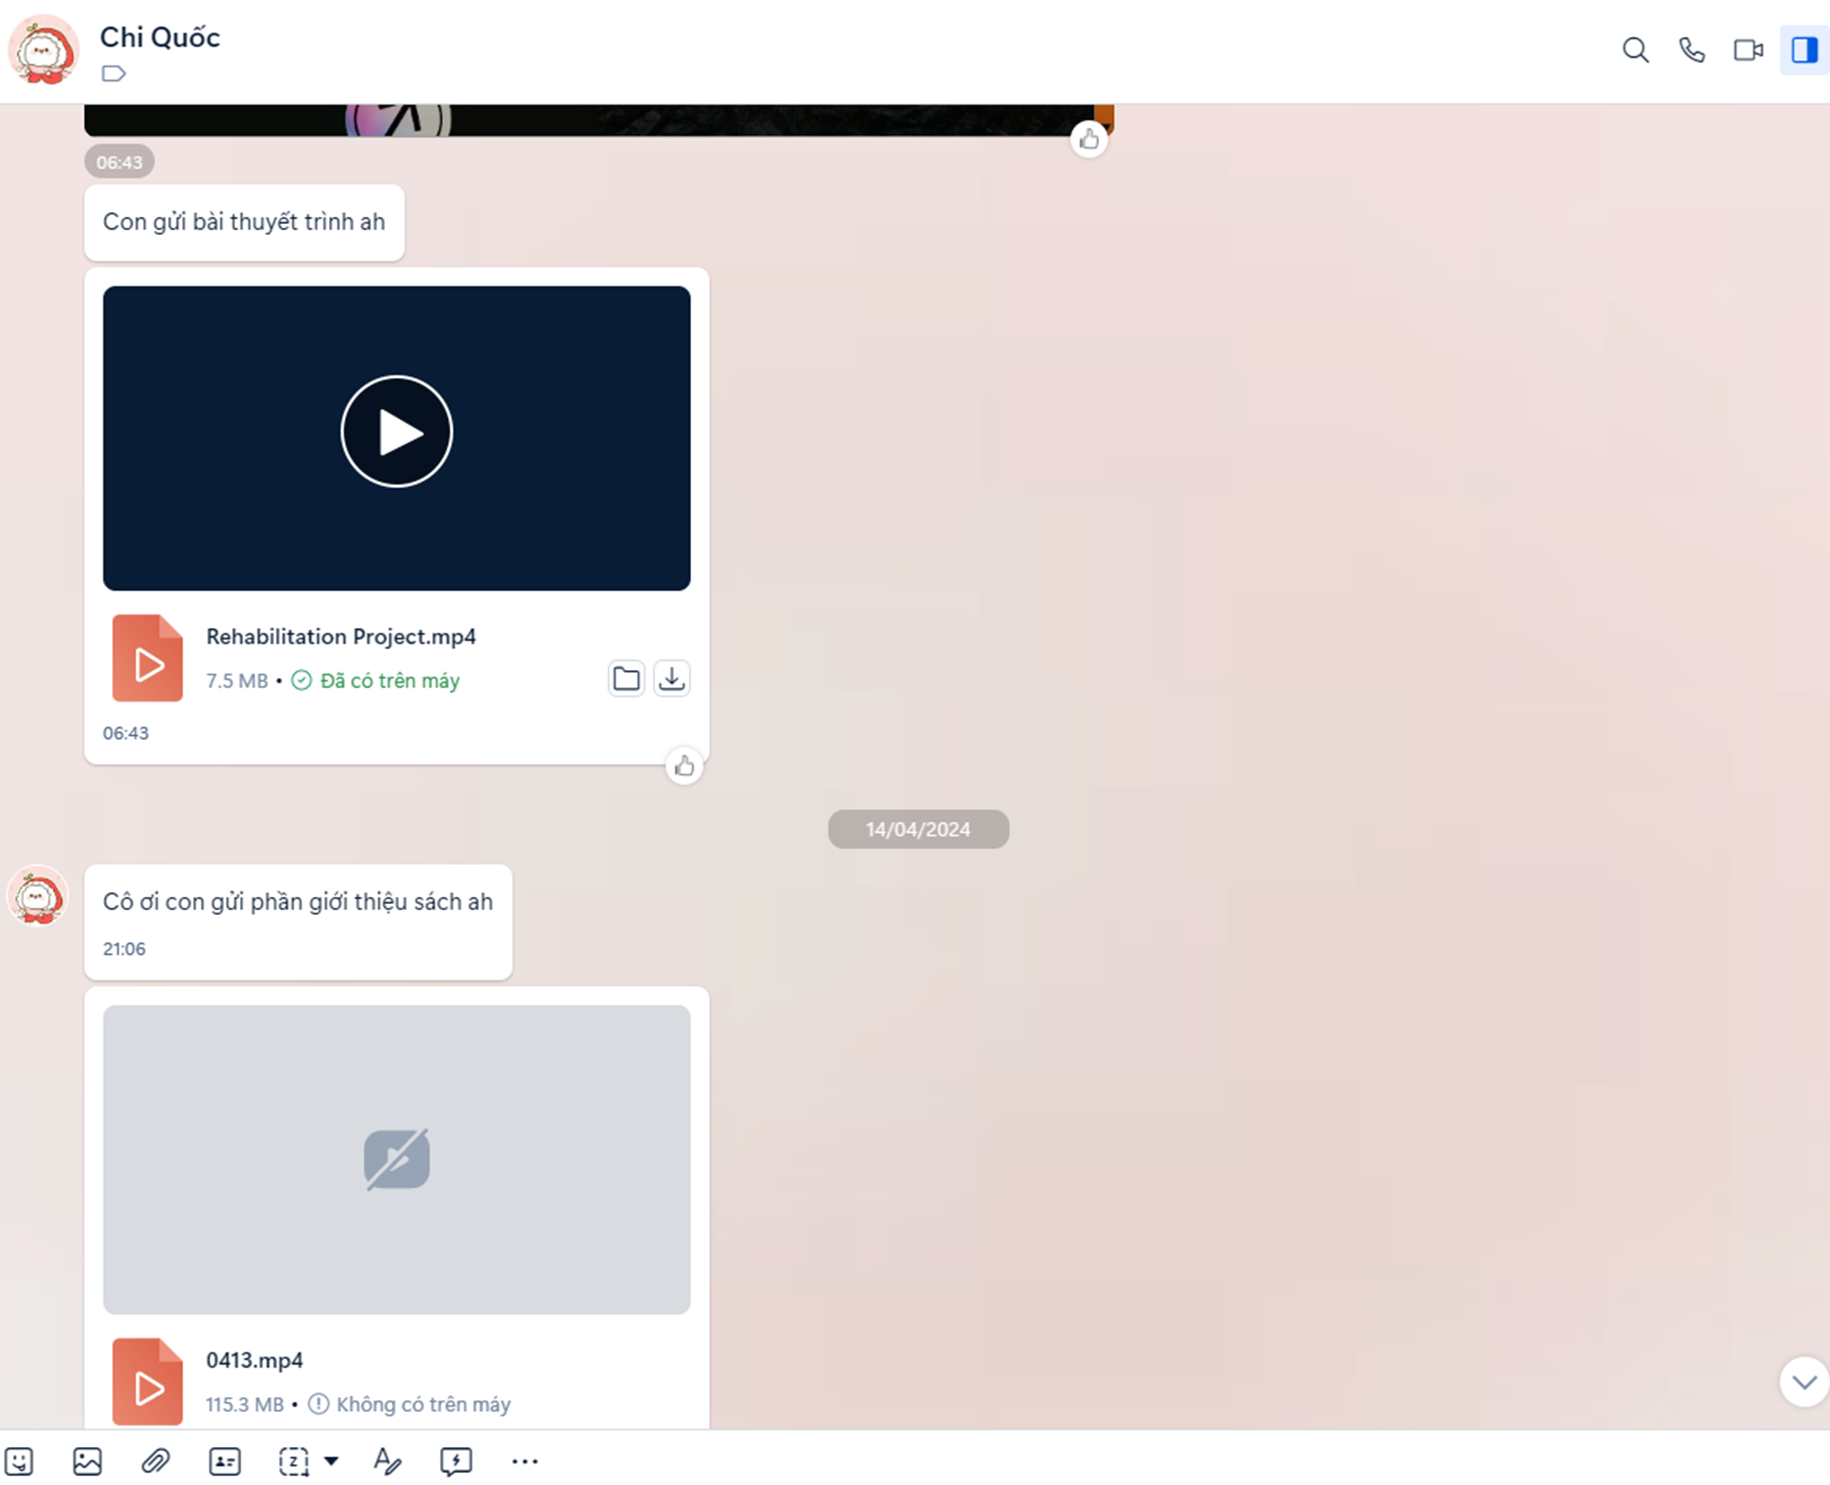 Chi Quốc
06:43
Con gửi bài thuyết trình ah
Rehabilitation Project.mp4
7.5 MB • Đã có trên máy
06:43
14/04/2024
Cô ơi con gửi phần giới thiệu sách ah
21:06
0413.mp4
115.3 MB • Không có trên máy